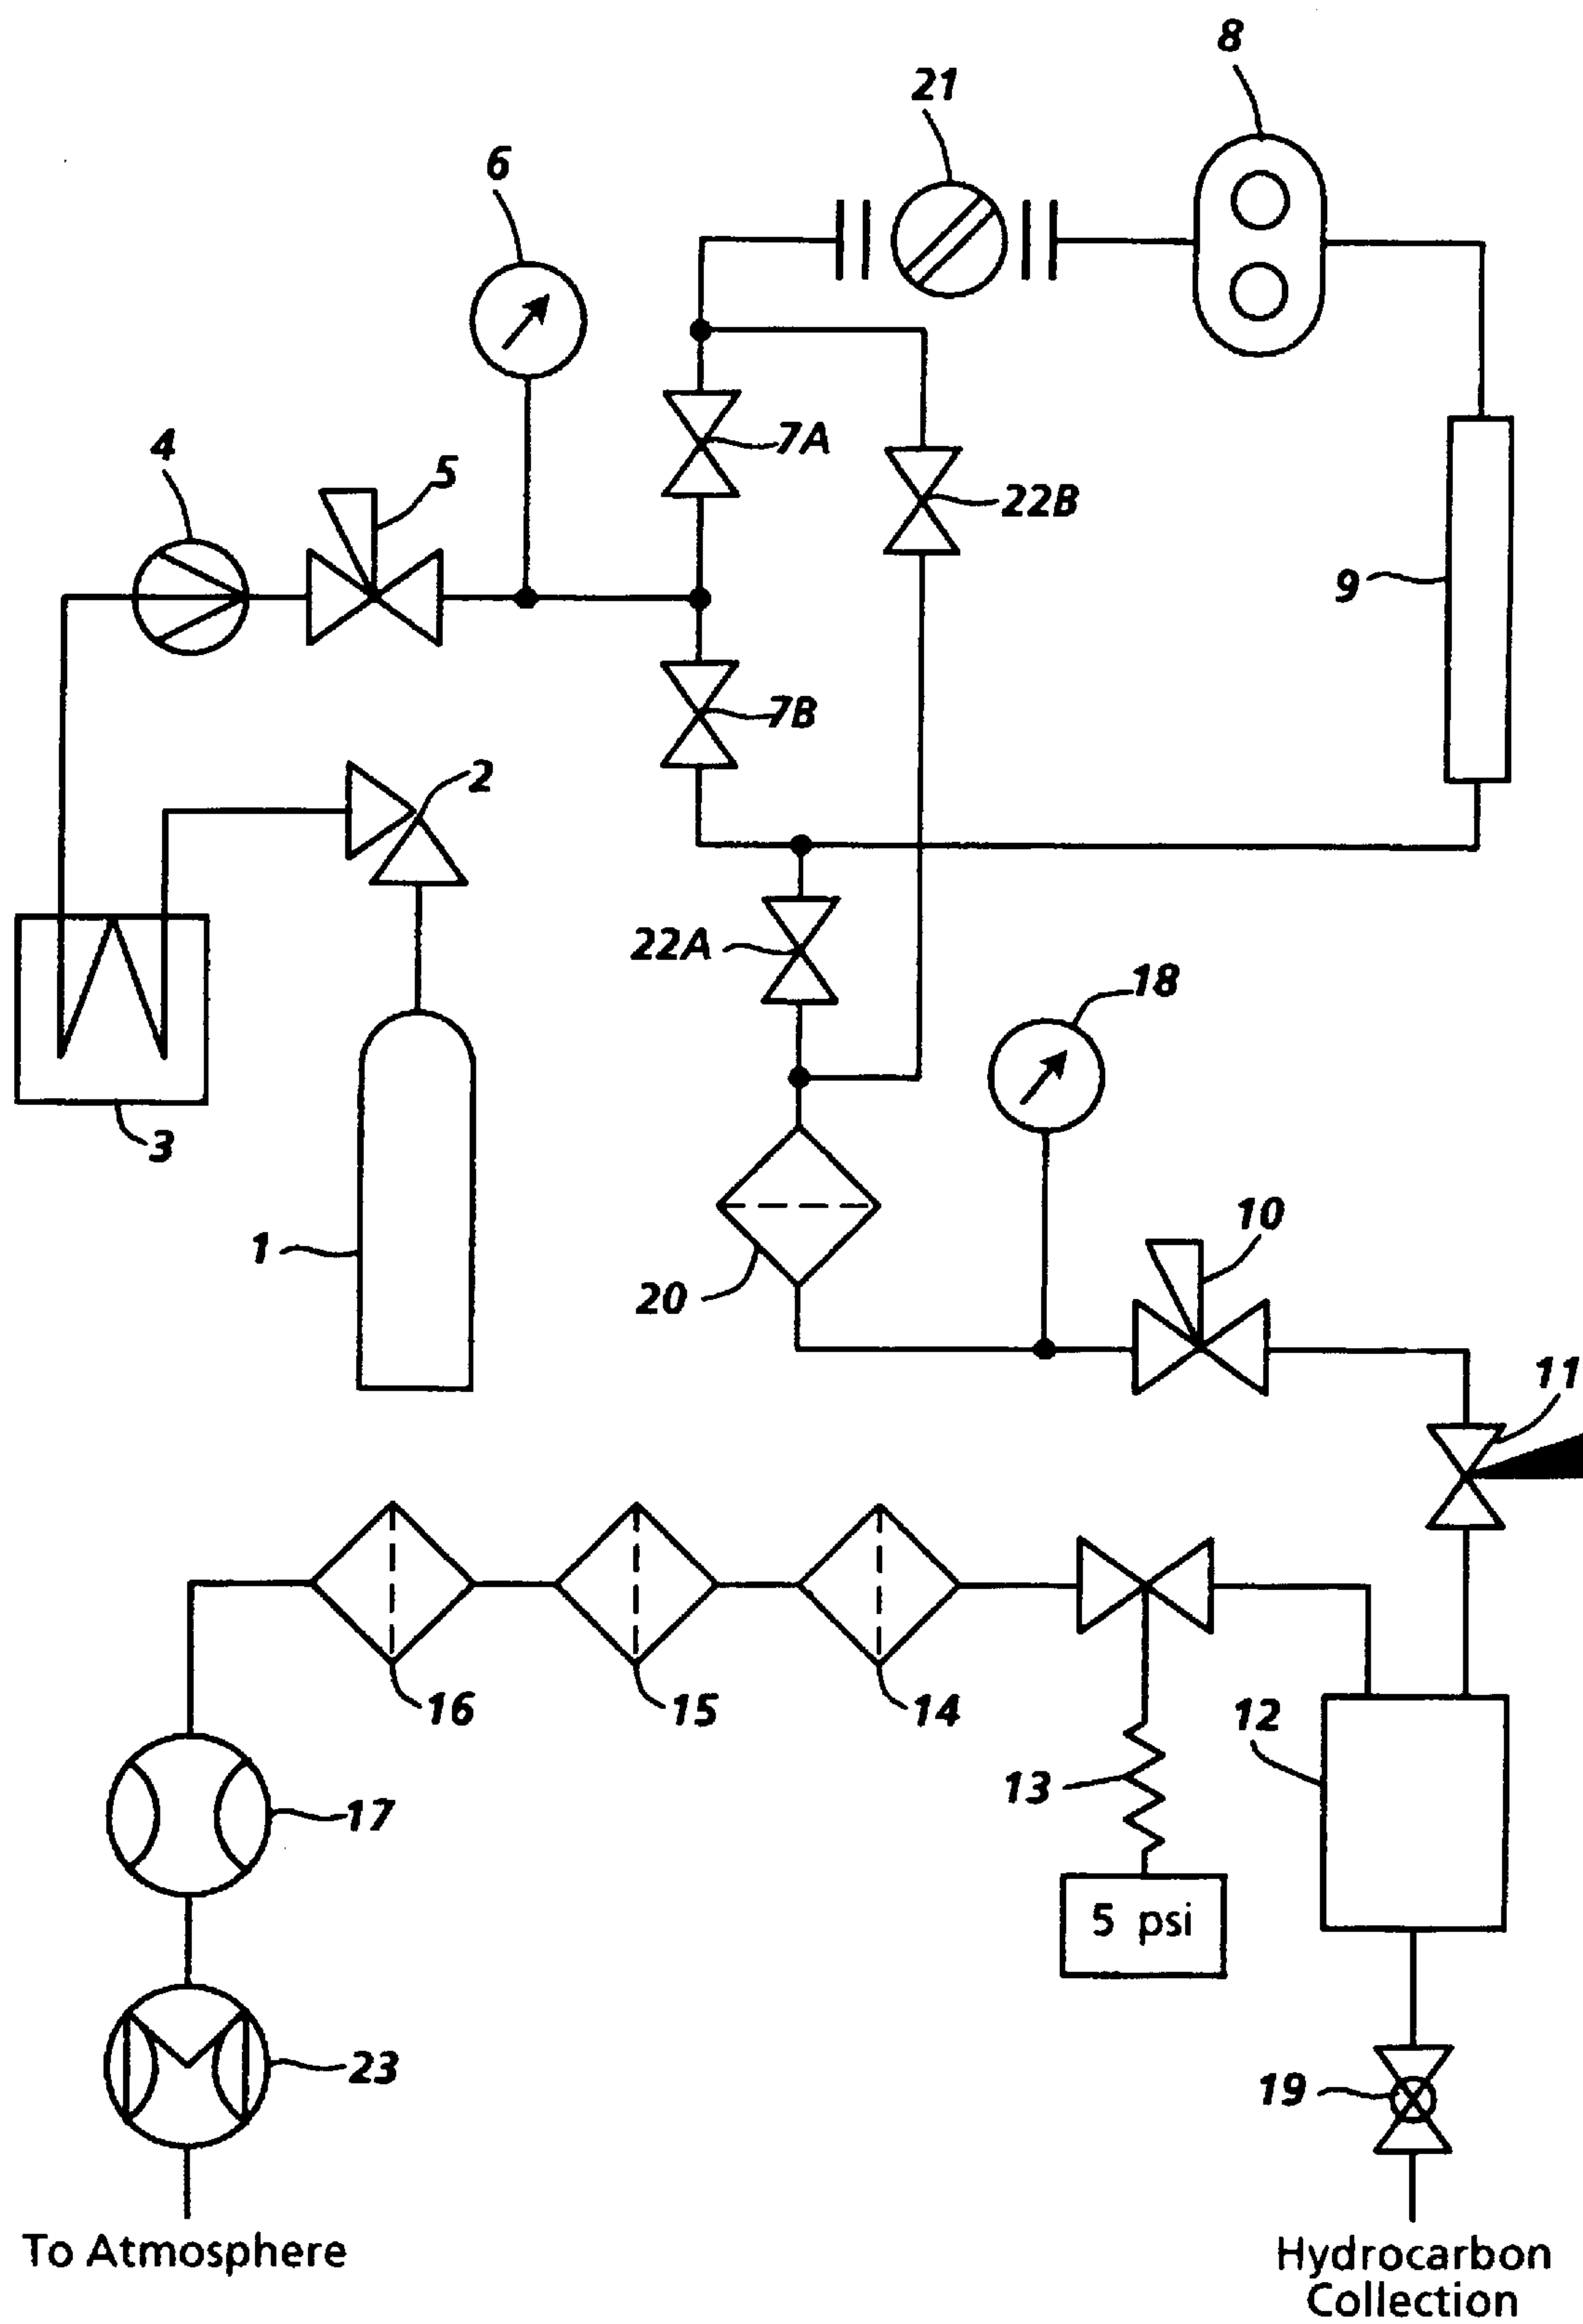 8
21
6
4
5
7A
22B
9
7B
2
22A
18
3
10
1
20
11
16
15
14
12
13
17
5 psi
23
19
To Atmosphere
Hydrocarbon
Collection